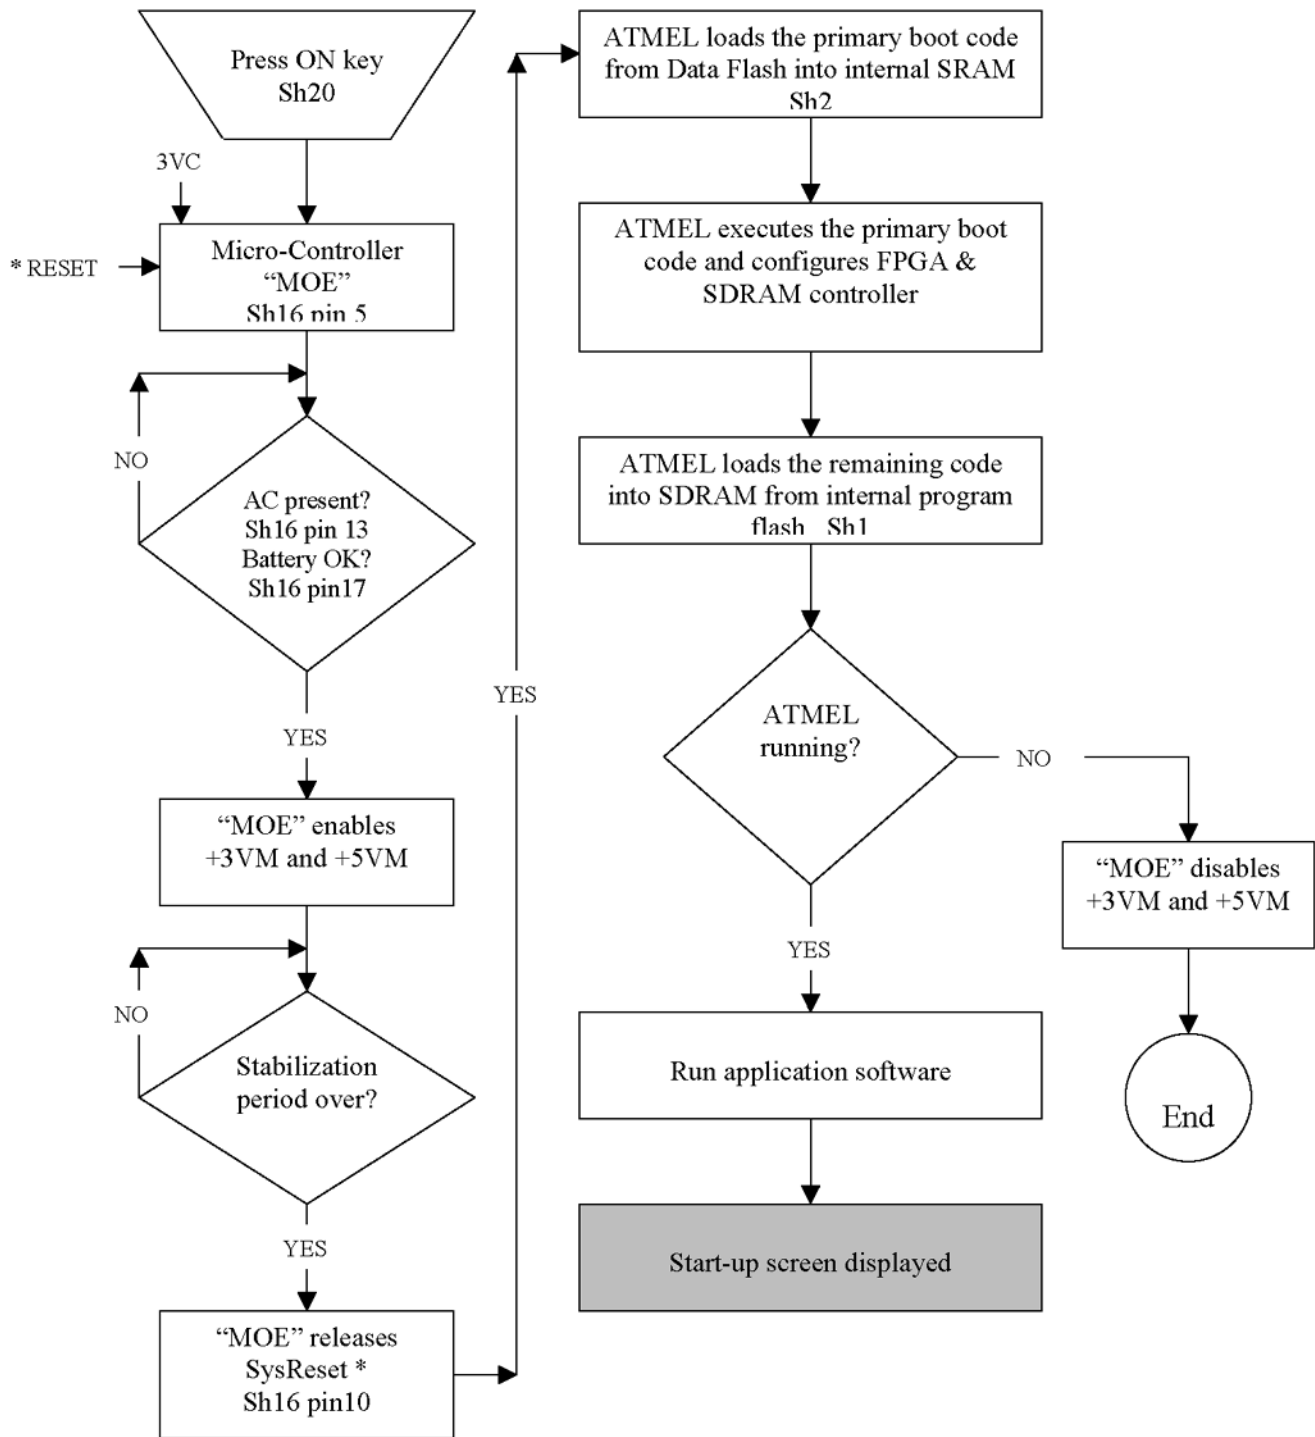 Press ON key
Sh20
3VC
* RESET
Micro-Controller
“MOE”
Sh16 pin 5
NO
AC present?
Sh16 pin 13
Battery OK?
Sh16 pin17
YES
“MOE” enables
+3VM and +5VM
NO
Stabilization
period over?
YES
“MOE” releases
SysReset *
Sh16 pin10
YES
ATMEL loads the primary boot code
from Data Flash into internal SRAM
Sh2
ATMEL executes the primary boot
code and configures FPGA &
SDRAM controller
ATMEL loads the remaining code
into SDRAM from internal program
flash Sh1
ATMEL
running?
NO
“MOE” disables
+3VM and +5VM
End
YES
Run application software
Start-up screen displayed